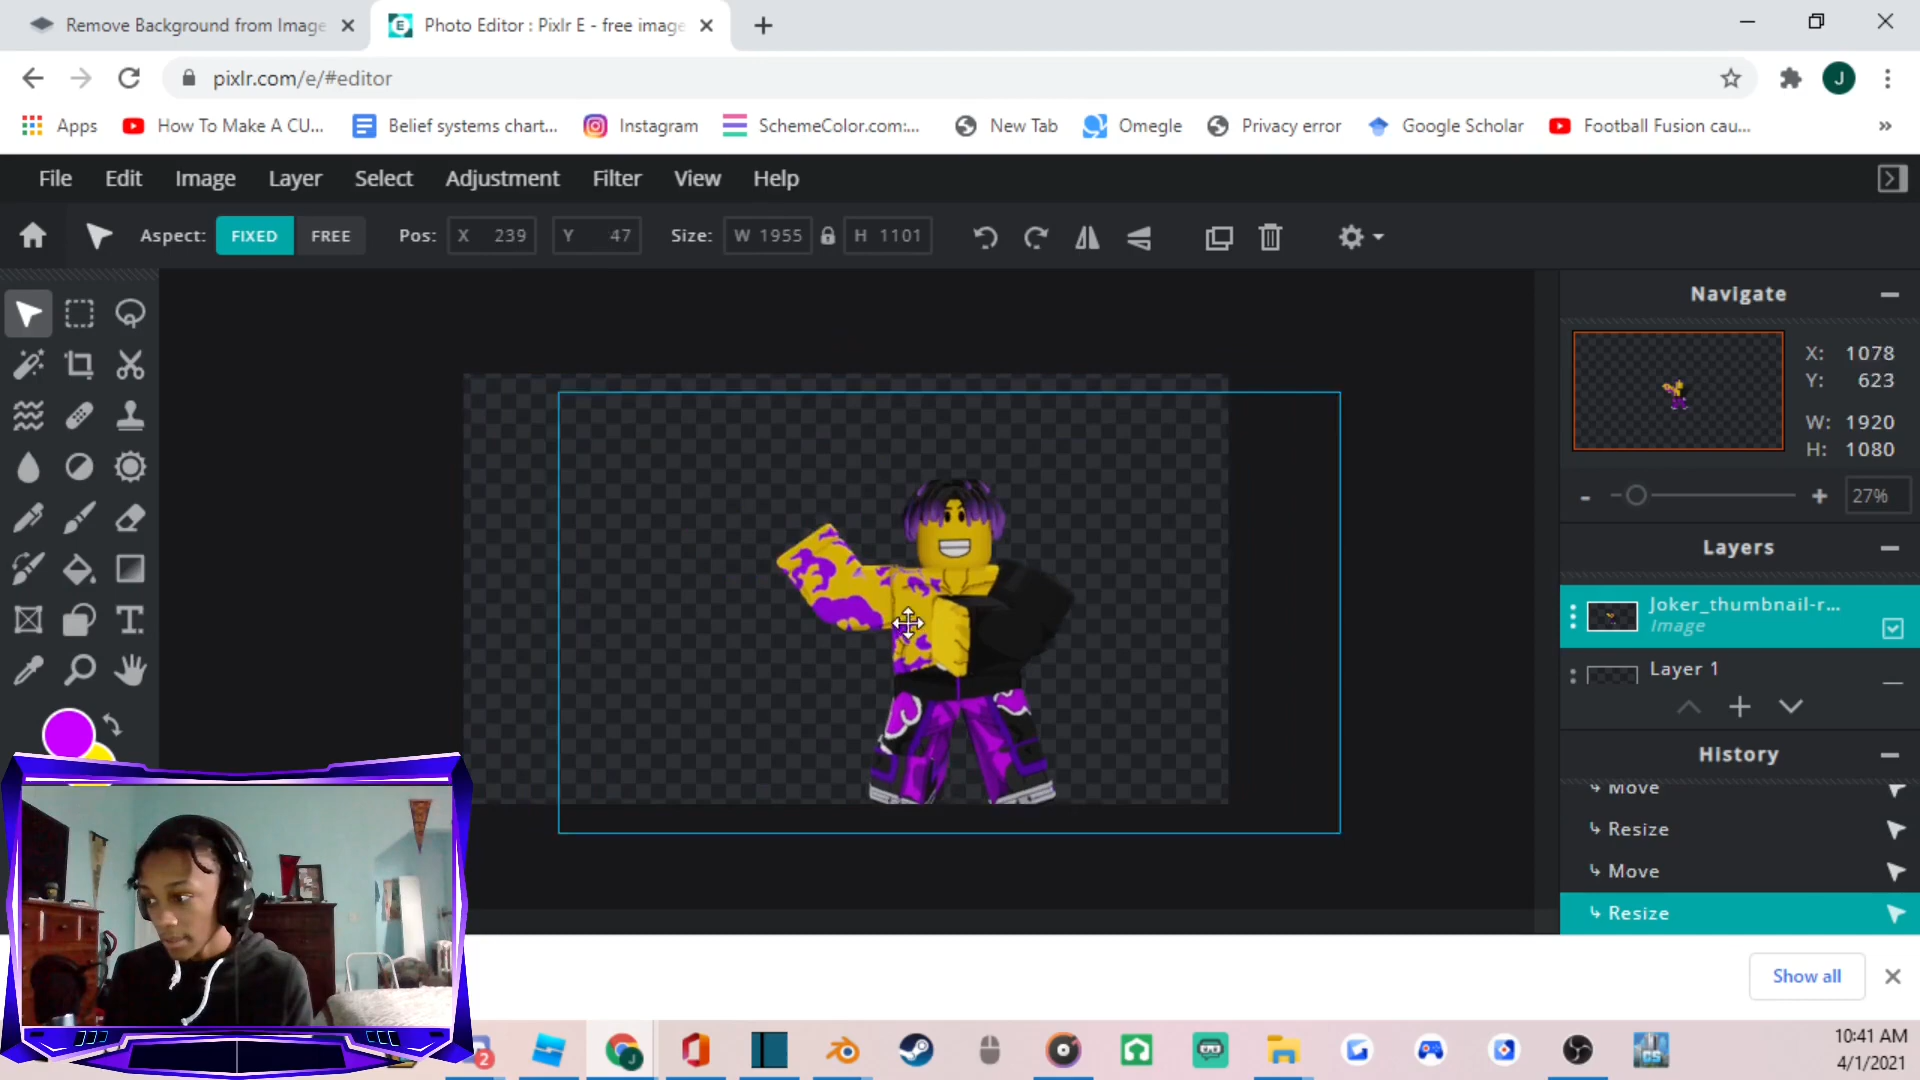 Remove Background from Image
Photo Editor : Pixlr E - free image
pixlr.com/e/#editor
J
Apps
How To Make A CU...
Belief systems chart...
Instagram
SchemeColor.com:...
New Tab
Omegle
Privacy error
Google Scholar
Football Fusion cau...
»
File
Edit
Image
Layer
Select
Adjustment
Filter
View
Help
Aspect:
FIXED
FREE
Pos:
X 239
Y 47
Size:
W 1955
H 1101
Navigate
X: 1078
Y: 623
W: 1920
H: 1080
- + 27%
Layers
Joker_thumbnail-r...
Image
Layer 1
History
Move
Resize
Move
Resize
Show all
2
10:41 AM
4/1/2021